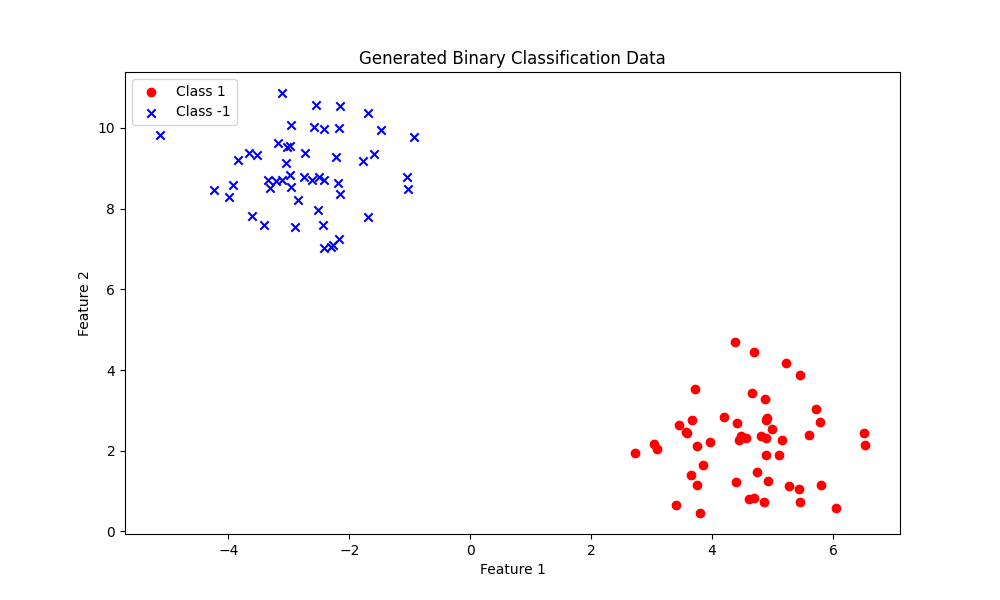 Generated Binary Classification Data
Class 1
Class -1
10
8
6
4
2
0
Feature 2
−4
−2
0
2
4
6
Feature 1